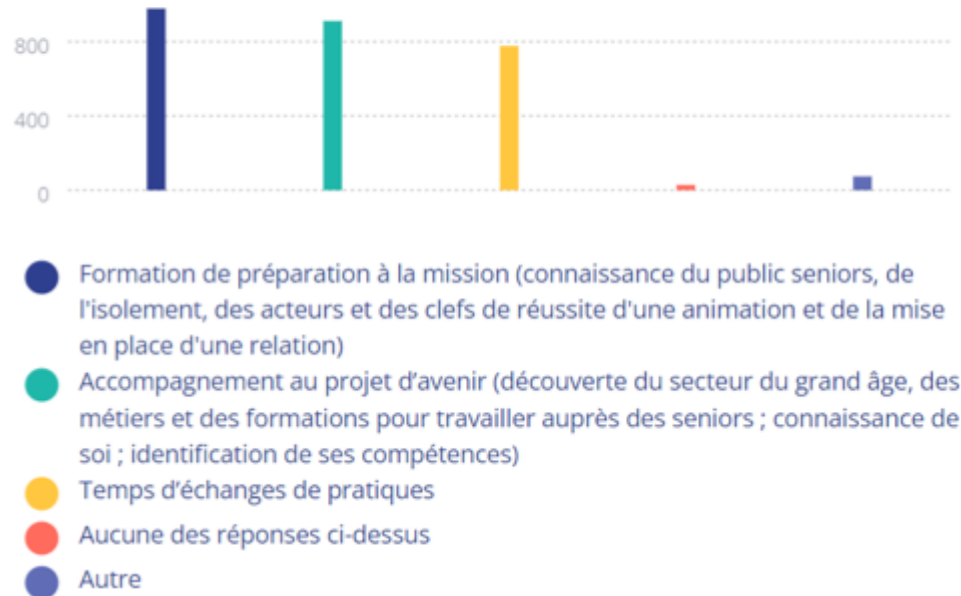 800
400
0
Formation de préparation à la mission (connaissance du public seniors, de
l'isolement, des acteurs et des clefs de réussite d'une animation et de la mise
en place d'une relation)
Accompagnement au projet d’avenir (découverte du secteur du grand âge, des
métiers et des formations pour travailler auprès des seniors ; connaissance de
soi ; identification de ses compétences)
Temps d’échanges de pratiques
Aucune des réponses ci-dessus
Autre